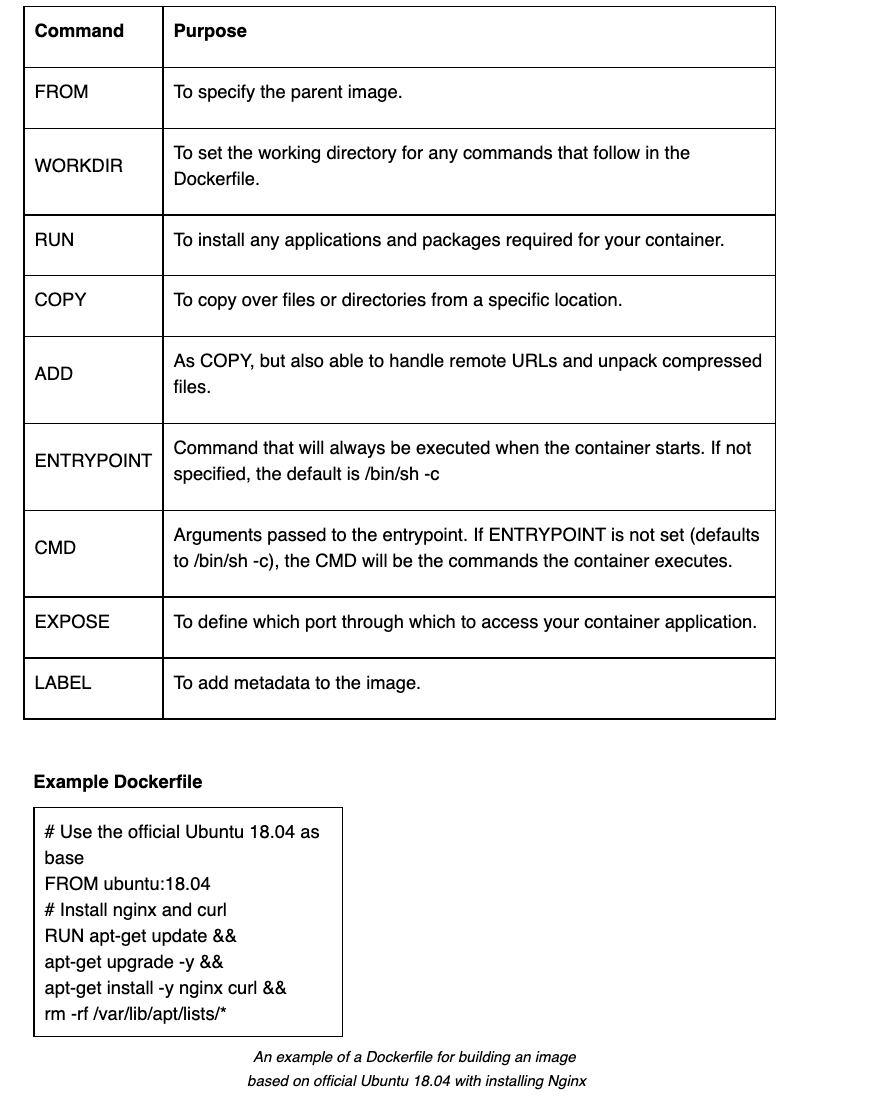 Command
Purpose
FROM
To specify the parent image.
WORKDIR
To set the working directory for any commands that follow in the
Dockerfile.
RUN
To install any applications and packages required for your container.
COPY
To copy over files or directories from a specific location.
ADD
As COPY, but also able to handle remote URLs and unpack compressed
files.
ENTRYPOINT
Command that will always be executed when the container starts. If not
specified, the default is /bin/sh -c
CMD
Arguments passed to the entrypoint. If ENTRYPOINT is not set (defaults
to /bin/sh -c), the CMD will be the commands the container executes.
EXPOSE
To define which port through which to access your container application.
LABEL
To add metadata to the image.
Example Dockerfile
# Use the official Ubuntu 18.04 as
base
FROM ubuntu:18.04
# Install nginx and curl
RUN apt-get update &&
apt-get upgrade -y &&
apt-get install -y nginx curl &&
rm -rf /var/lib/apt/lists/*
An example of a Dockerfile for building an image
based on official Ubuntu 18.04 with installing Nginx